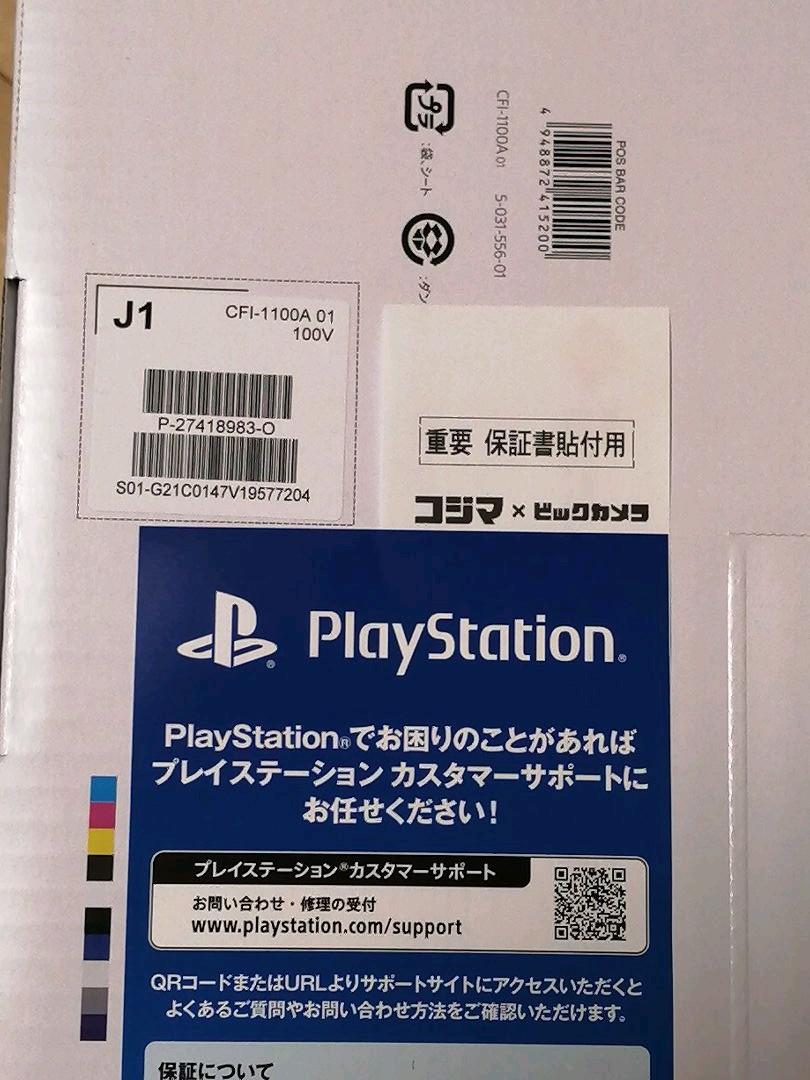 プラ
:袋、シート
:ダン
CFI-1100A 01 5-031-556-01
POS BAR CODE
4 948872 415200
J1
CFI-1100A 01
100V
P-27418983-O
S01-G21C0147V19577204
重要 保証書貼付用
コジマ×ビックカメラ
PlayStation®
PlayStation®でお困りのことがあれば
プレイステーション カスタマーサポートに
お任せください!
プレイステーション®カスタマーサポート
お問い合わせ・修理の受付
www.playstation.com/support
QRコードまたはURLよりサポートサイトにアクセスいただくと
よくあるご質問やお問い合わせ方法をご確認いただけます。
保証について